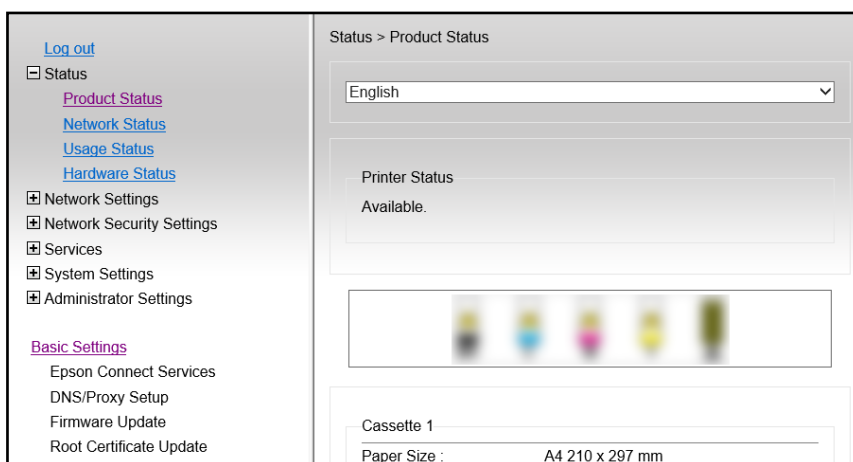 Log out
Status
Product Status
Network Status
Usage Status
Hardware Status
Network Settings
Network Security Settings
Services
System Settings
Administrator Settings
Basic Settings
Epson Connect Services
DNS/Proxy Setup
Firmware Update
Root Certificate Update
Status > Product Status
English
Printer Status
Available.
Cassette 1
Paper Size : A4 210 x 297 mm